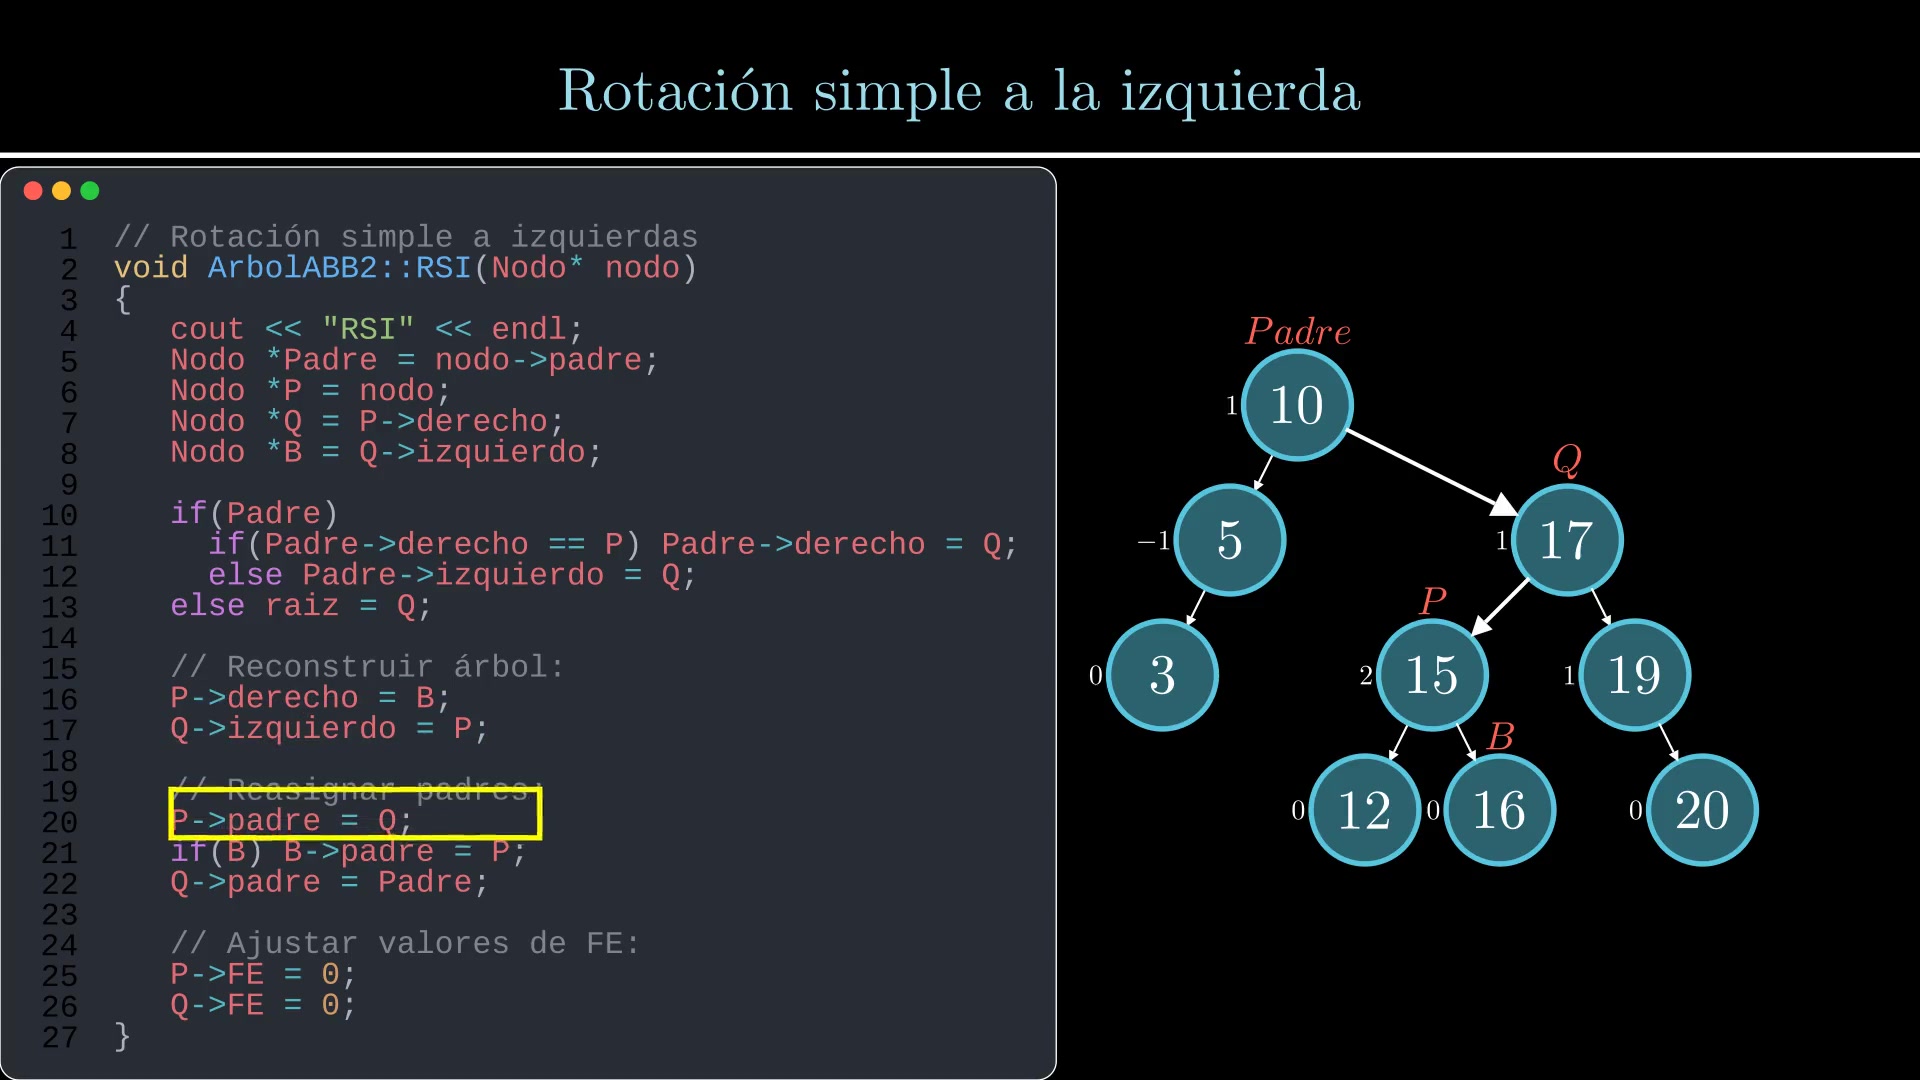 Rotación simple a la izquierda
1 // Rotación simple a izquierdas
2 void ArbolABB2::RSI(Nodo* nodo)
3 {
4 cout << "RSI" << endl;
5 Nodo *Padre = nodo->padre;
6 Nodo *P = nodo;
7 Nodo *Q = P->derecho;
8 Nodo *B = Q->izquierdo;
9
10 if(Padre)
11 if(Padre->derecho == P) Padre->derecho = Q;
12 else Padre->izquierdo = Q;
13 else raiz = Q;
14
15 // Reconstruir árbol:
16 P->derecho = B;
17 Q->izquierdo = P;
18
19 // Reasignar padres:
20 P->padre = Q;
21 if(B) B->padre = P;
22 Q->padre = Padre;
23
24 // Ajustar valores de FE:
25 P->FE = 0;
26 Q->FE = 0;
27 }
Padre
1 10
Q
−1 5 1 17
P
0 3 2 15 1 19
B
0 12 0 16 0 20